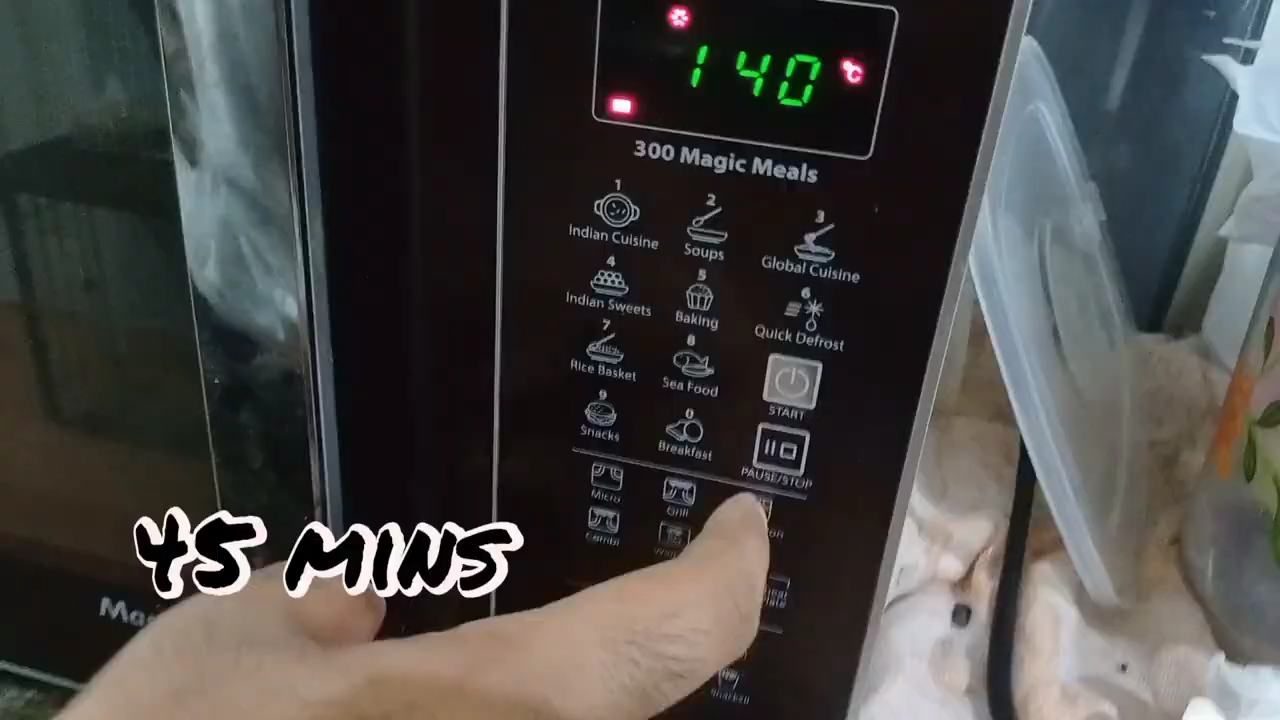 140 °C
300 Magic Meals
1 2 3
Indian Cuisine Soups Global Cuisine
4 5 6
Indian Sweets Baking Quick Defrost
7 8
Rice Basket Sea Food START
9 0
Snacks Breakfast PAUSE/STOP
Micro Grill
Combi
45 MINS